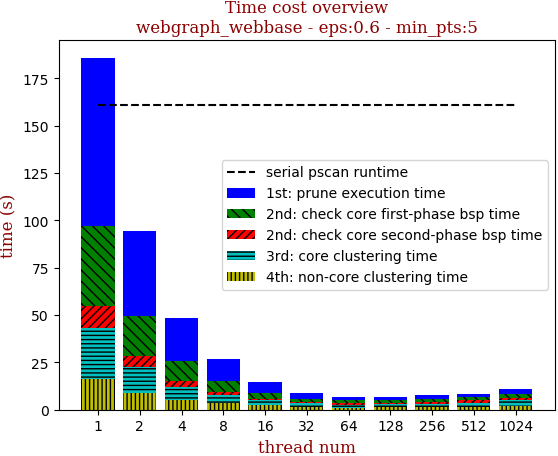 Time cost overview
webgraph_webbase - eps:0.6 - min_pts:5
time (s)
175
150
125
100
75
50
25
0
serial pscan runtime
1st: prune execution time
2nd: check core first-phase bsp time
2nd: check core second-phase bsp time
3rd: core clustering time
4th: non-core clustering time
1 2 4 8 16 32 64 128 256 512 1024
thread num